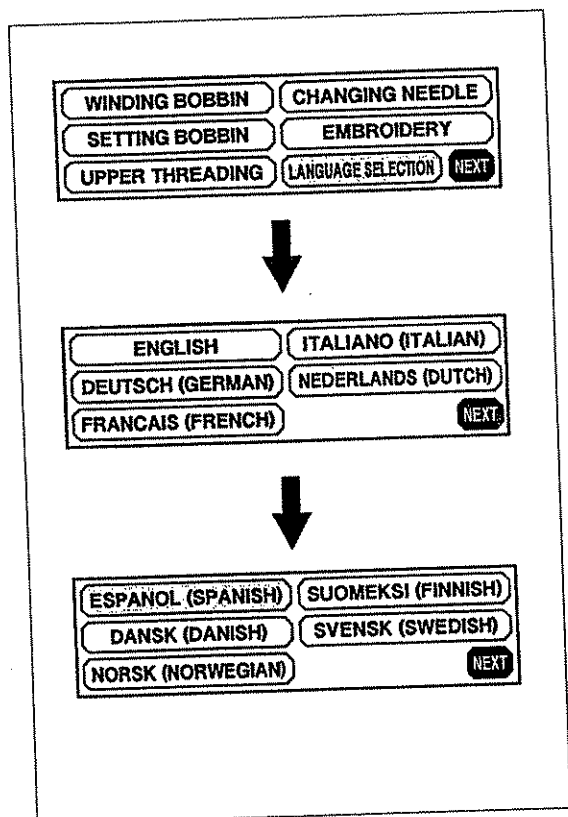 WINDING BOBBIN CHANGING NEEDLE
SETTING BOBBIN EMBROIDERY
UPPER THREADING LANGUAGE SELECTION NEXT
ENGLISH ITALIANO (ITALIAN)
DEUTSCH (GERMAN) NEDERLANDS (DUTCH)
FRANCAIS (FRENCH) NEXT
ESPANOL (SPANISH) SUOMEKSI (FINNISH)
DANSK (DANISH) SVENSK (SWEDISH)
NORSK (NORWEGIAN) NEXT